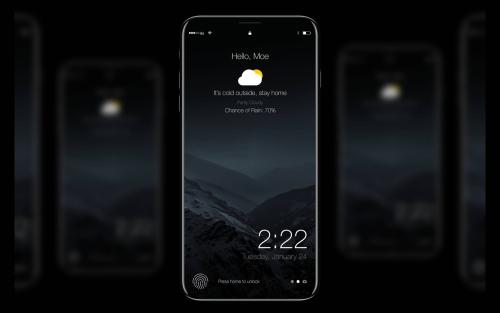 Hello, Moe
It's cold outside, stay home
Partly Cloudy
Chance of Rain: 70%
2:22
Tuesday, January 24
Press home to unlock